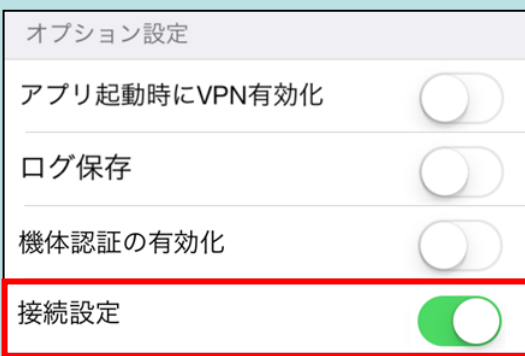 オプション設定
アプリ起動時にVPN有効化
ログ保存
機体認証の有効化
接続設定